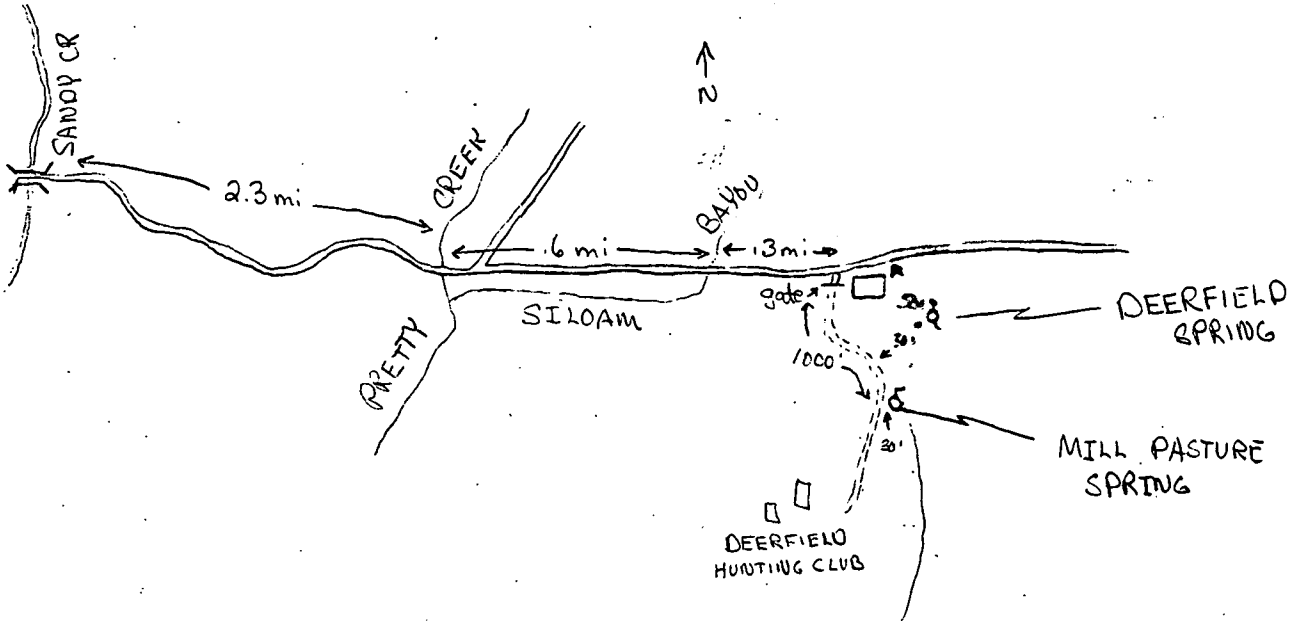 SANDY CR
2.3 mi
CREEK
N
BAYOU
.6 mi
.3 mi
gate
SILOAM
PRETTY
1000'
DEERFIELD
SPRING
30'
MILL PASTURE
SPRING
DEERFIELD
HUNTING CLUB